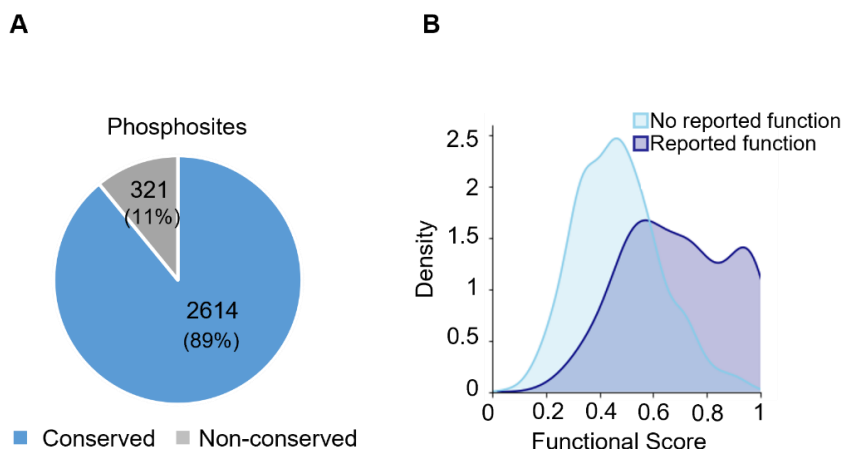 A
B
Phosphosites
321
(11%)
2614
(89%)
Conserved
Non-conserved
No reported function
Reported function
Density
2.5
2
1.5
1
0.5
0
0 0.2 0.4 0.6 0.8 1
Functional Score